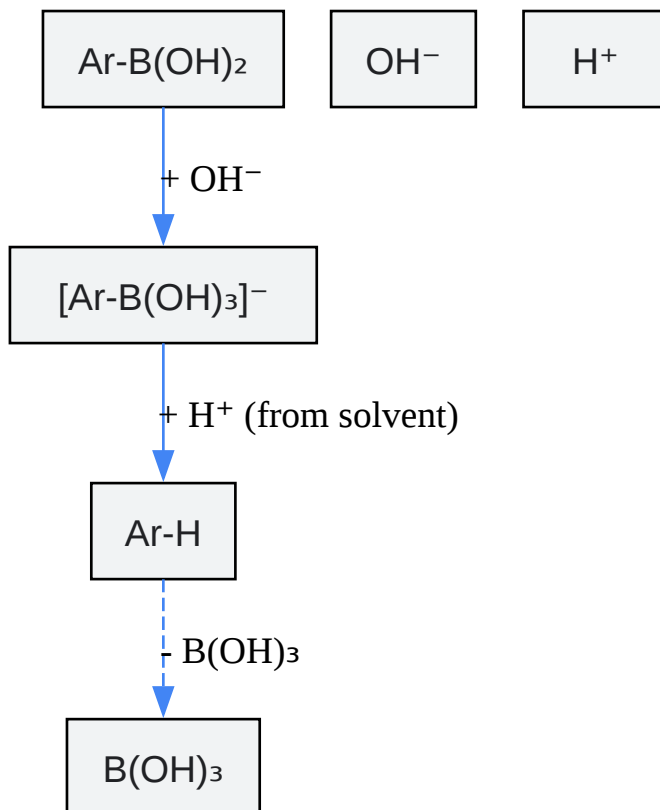 Ar-B(OH)₂ OH⁻ H⁺
+ OH⁻
[Ar-B(OH)₃]⁻
+ H⁺ (from solvent)
Ar-H
- B(OH)₃
B(OH)₃